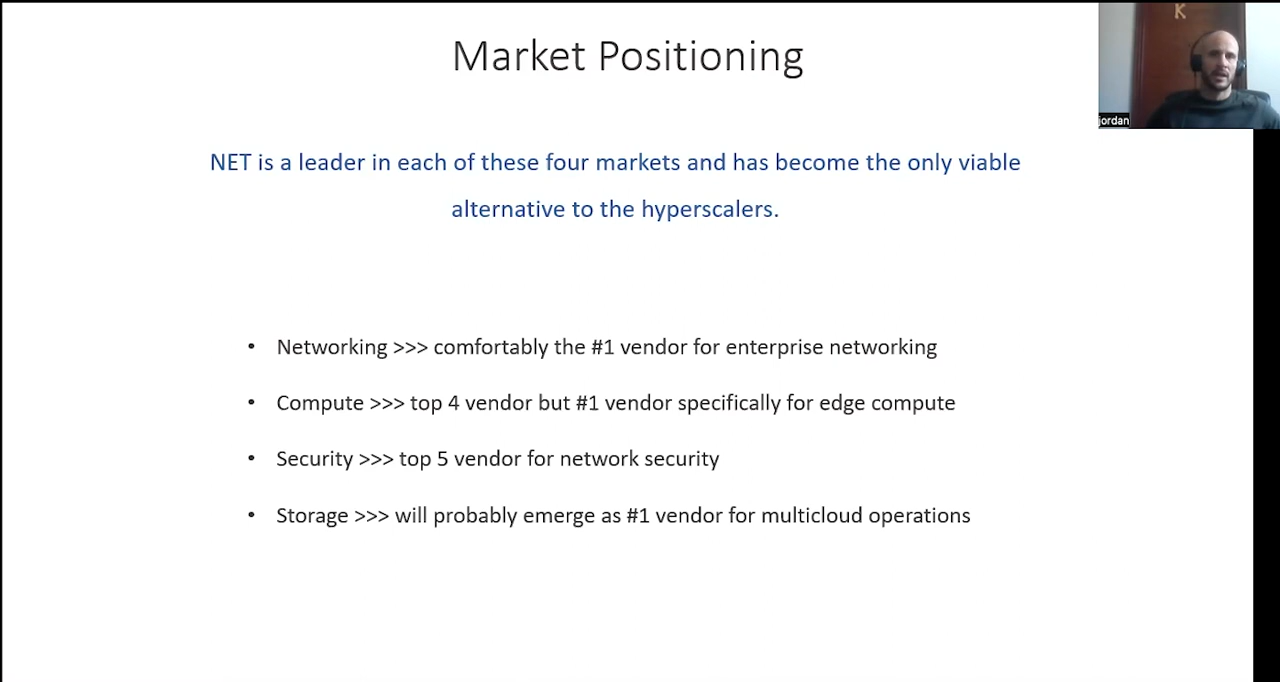 Market Positioning
K
jordan
NET is a leader in each of these four markets and has become the only viable
alternative to the hyperscalers.
• Networking >>> comfortably the #1 vendor for enterprise networking
• Compute >>> top 4 vendor but #1 vendor specifically for edge compute
• Security >>> top 5 vendor for network security
• Storage >>> will probably emerge as #1 vendor for multicloud operations